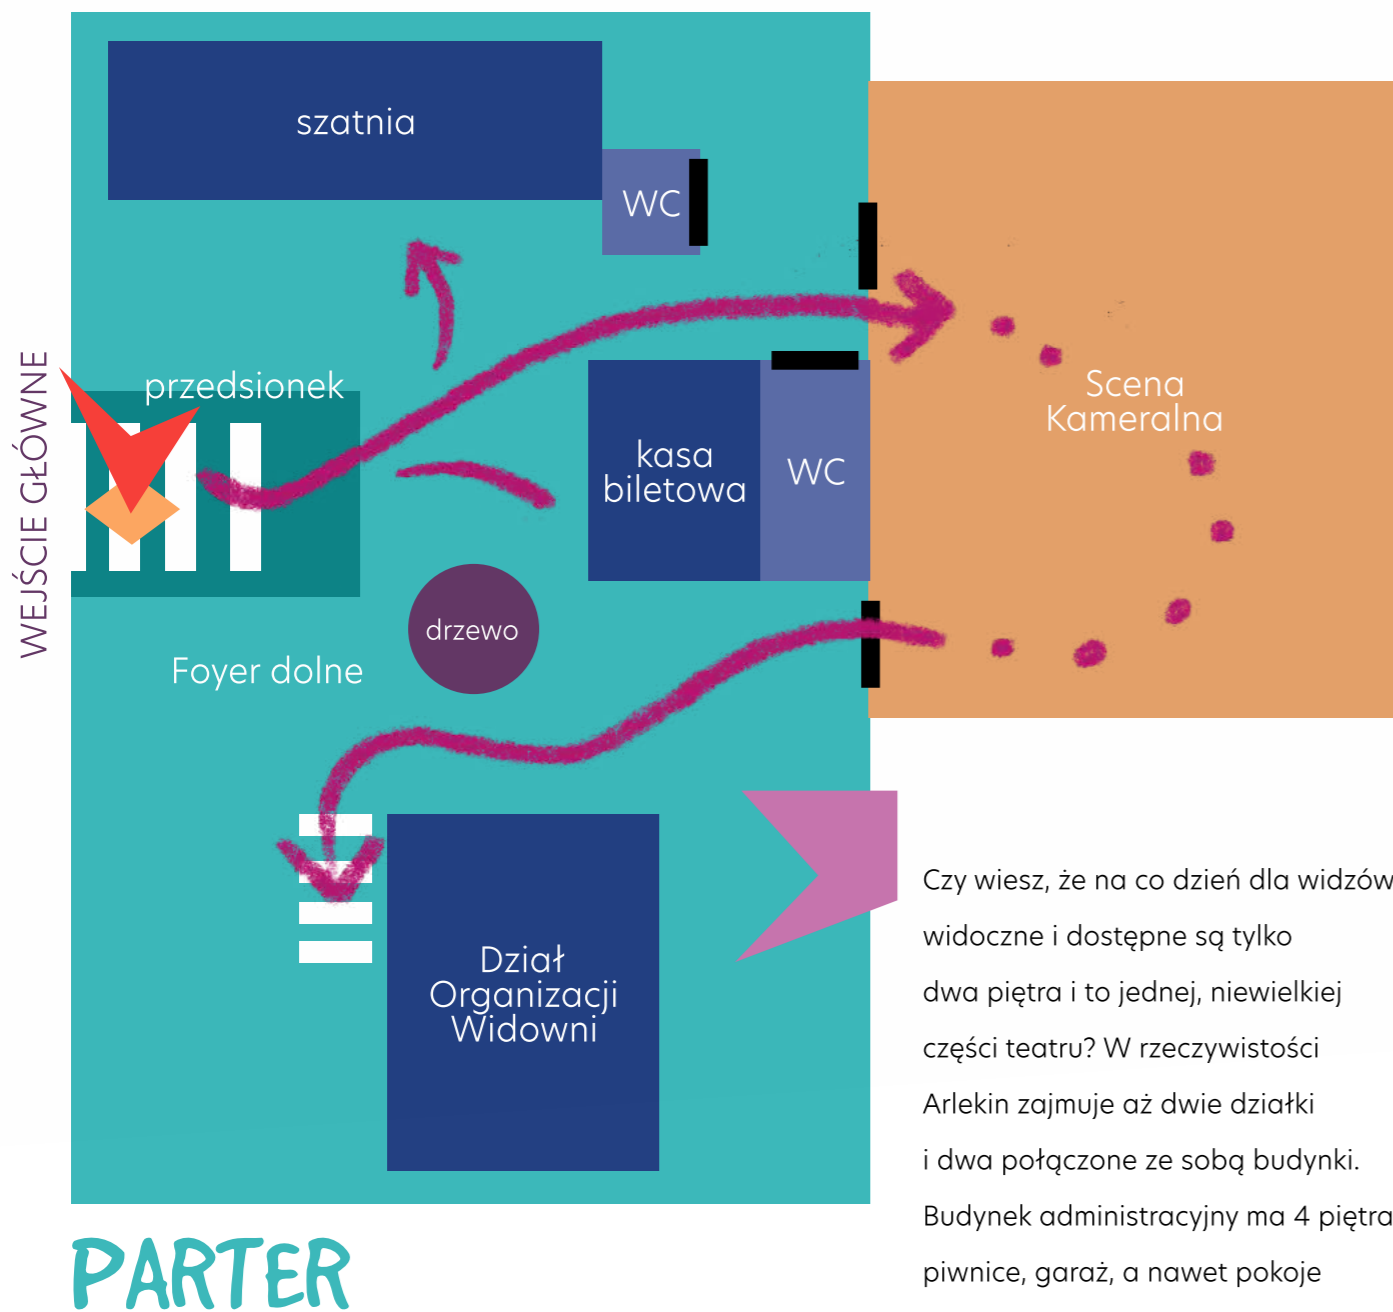 szatnia
WC
WEJŚCIE GŁÓWNE
przedsionek
Scena
Kameralna
kasa
biletowa
WC
drzewo
Foyer dolne
Dział
Organizacji
Widowni
Czy wiesz, że na co dzień dla widzów
widoczne i dostępne są tylko
dwa piętra i to jednej, niewielkiej
części teatru? W rzeczywistości
Arlekin zajmuje aż dwie działki
i dwa połączone ze sobą budynki.
Budynek administracyjny ma 4 piętra
piwnice, garaż, a nawet pokoje
PARTER